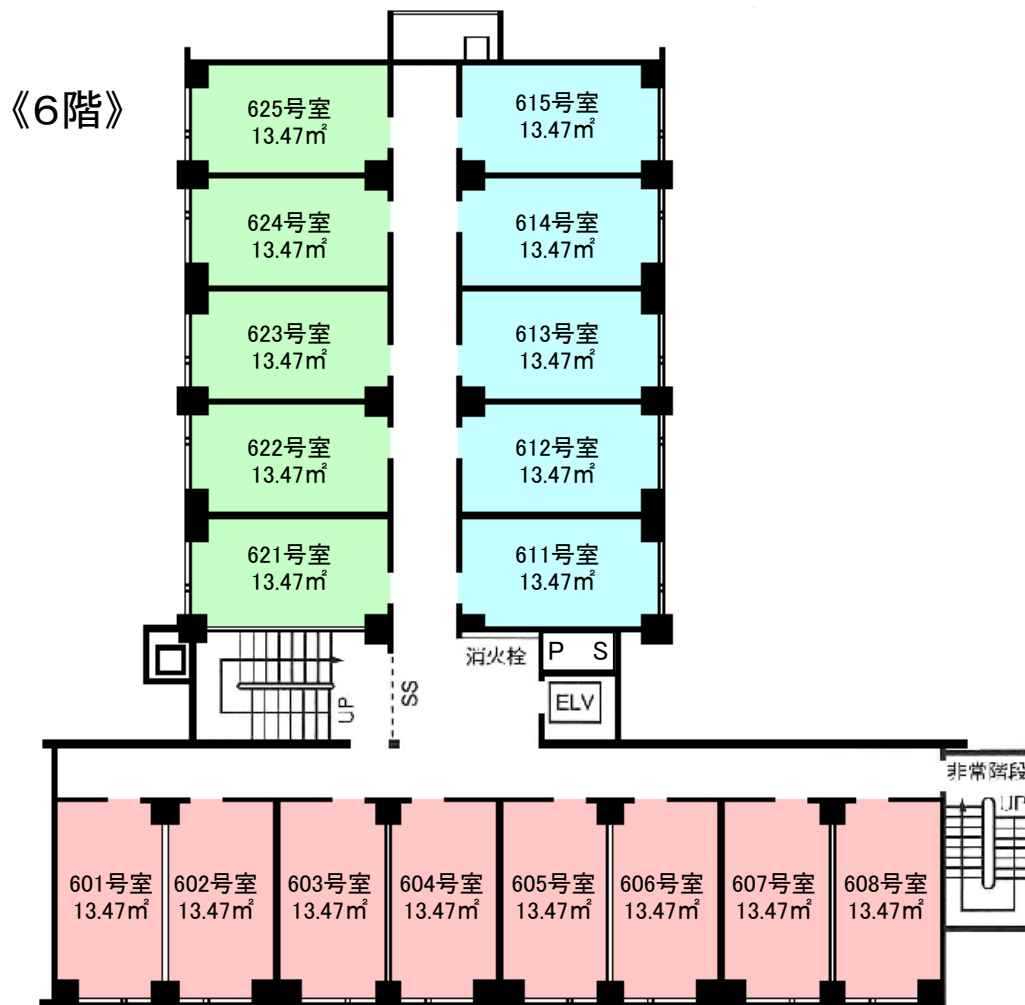 《6階》
625号室
13.47㎡
615号室
13.47㎡
624号室
13.47㎡
614号室
13.47㎡
623号室
13.47㎡
613号室
13.47㎡
622号室
13.47㎡
612号室
13.47㎡
621号室
13.47㎡
611号室
13.47㎡
消火栓
P S
UP
SS
ELV
非常階段
UP
601号室
13.47㎡
602号室
13.47㎡
603号室
13.47㎡
604号室
13.47㎡
605号室
13.47㎡
606号室
13.47㎡
607号室
13.47㎡
608号室
13.47㎡